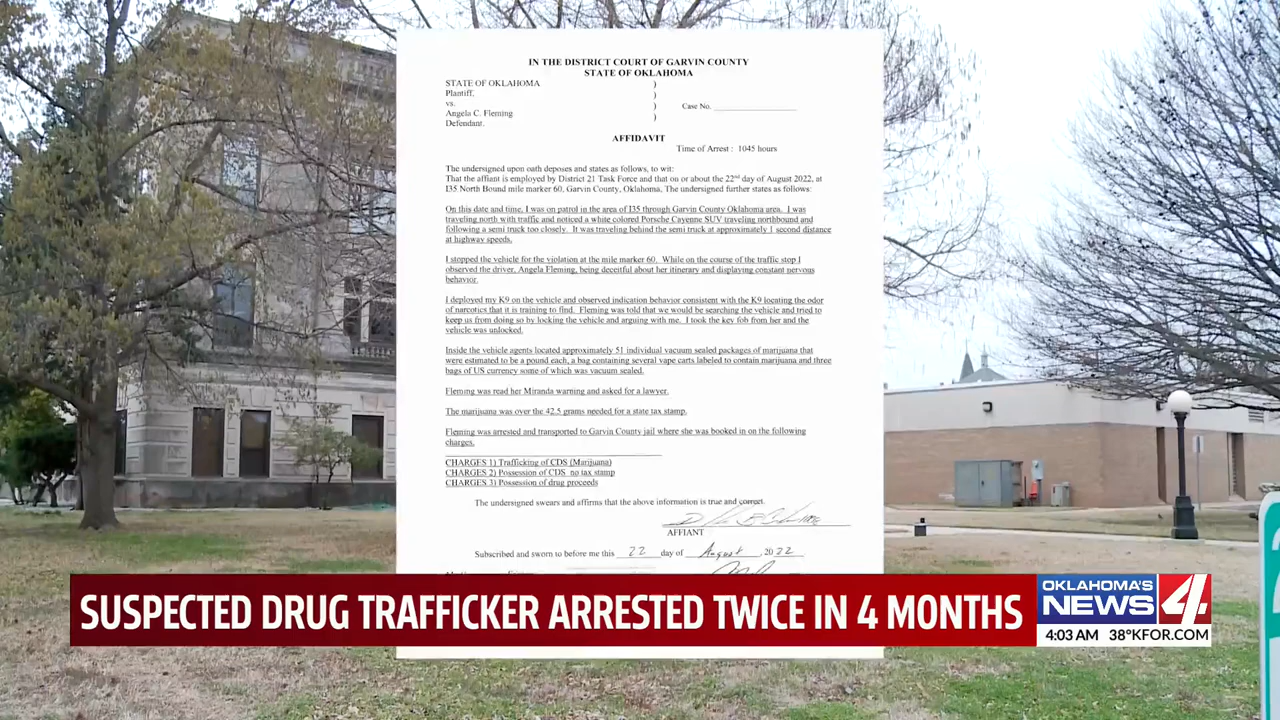 IN THE DISTRICT COURT OF GARVIN COUNTY
STATE OF OKLAHOMA
STATE OF OKLAHOMA )
Plaintiff, )
vs. ) Case No.
Angela C. Fleming )
Defendant.
AFFIDAVIT
Time of Arrest : 1045 hours
The undersigned upon oath deposes and states as follows, to wit:
That the affiant is employed by District 21 Task Force and that on or about the 22nd day of August 2022, at
I35 North Bound mile marker 60, Garvin County, Oklahoma, The undersigned further states as follows:
On this date and time, I was on patrol in the area of I35 through Garvin County Oklahoma area. I was
traveling north with traffic and noticed a white colored Porsche Cayenne SUV traveling northbound and
following a semi truck too closely. It was traveling behind the semi truck at approximately 1 second distance
at highway speeds.
I stopped the vehicle for the violation at the mile marker 60. While on the course of the traffic stop I
observed the driver, Angela Fleming, being deceitful about her itinerary and displaying constant nervous
behavior.
I deployed my K9 on the vehicle and observed indication behavior consistent with the K9 locating the odor
of narcotics that it is training to find. Fleming was told that we would be searching the vehicle and tried to
keep us from doing so by locking the vehicle and arguing with me. I took the key fob from her and the
vehicle was unlocked.
Inside the vehicle agents located approximately 51 individual vacuum sealed packages of marijuana that
were estimated to be a pound each, a bag containing several vape carts labeled to contain marijuana and three
bags of US currency some of which was vacuum sealed.
Fleming was read her Miranda warning and asked for a lawyer.
The marijuana was over the 42.5 grams needed for a state tax stamp.
Fleming was arrested and transported to Garvin County jail where she was booked in on the following
charges.
CHARGES 1) Trafficking of CDS (Marijuana)
CHARGES 2) Possession of CDS no tax stamp
CHARGES 3) Possession of drug proceeds
The undersigned swears and affirms that the above information is true and correct.
AFFIANT
Subscribed and sworn to before me this 22 day of August, 2022
SUSPECTED DRUG TRAFFICKER ARRESTED TWICE IN 4 MONTHS
OKLAHOMA'S
NEWS 4
4:03 AM 38° KFOR.COM